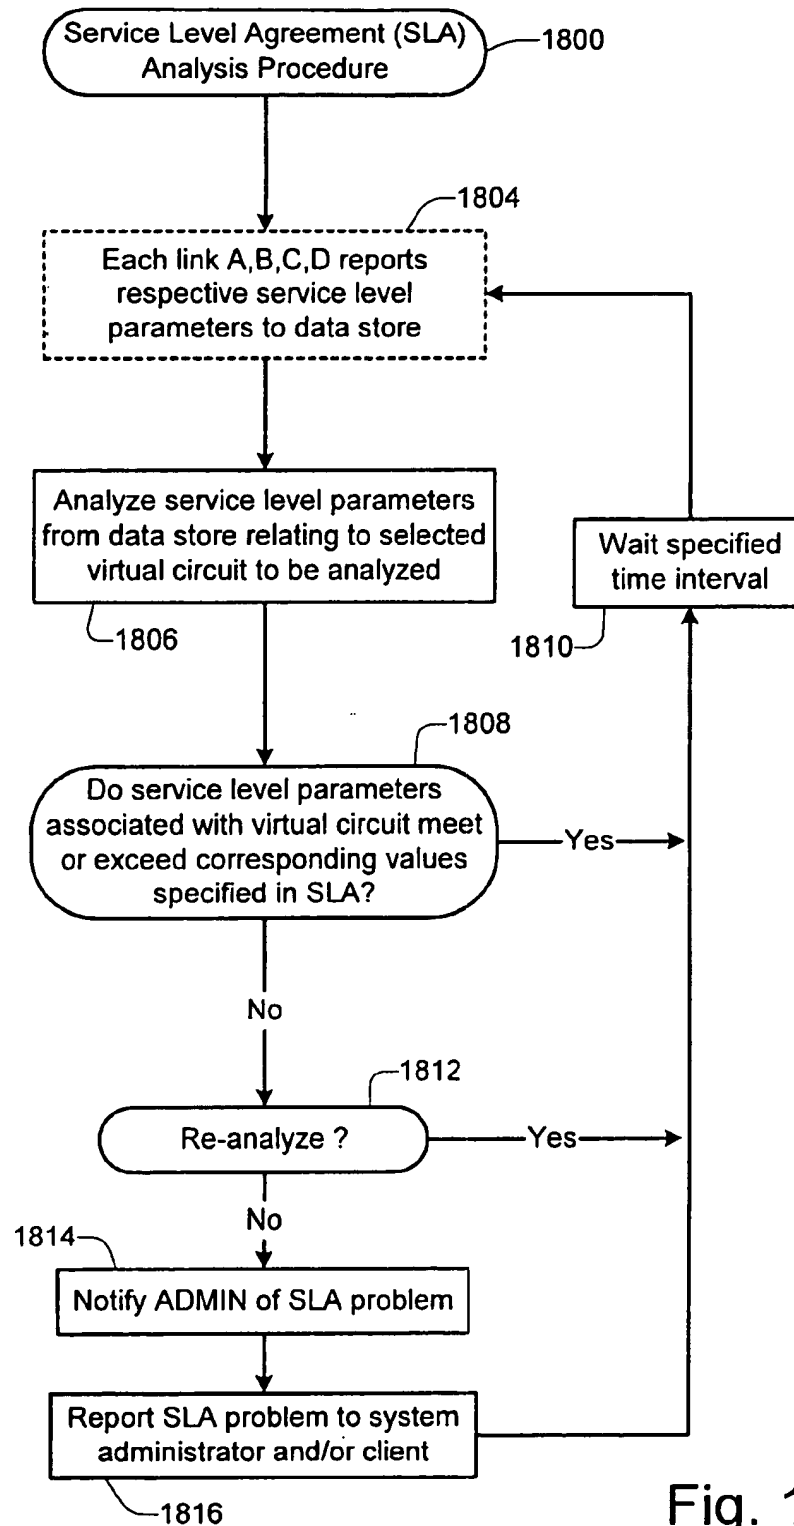 Service Level Agreement (SLA)
Analysis Procedure
1800
1804
Each link A,B,C,D reports
respective service level
parameters to data store
Analyze service level parameters
from data store relating to selected
virtual circuit to be analyzed
1806
Wait specified
time interval
1810
1808
Do service level parameters
associated with virtual circuit meet
or exceed corresponding values
specified in SLA?
Yes
No
1812
Re-analyze ?
Yes
No
1814
Notify ADMIN of SLA problem
Report SLA problem to system
administrator and/or client
1816
Fig.